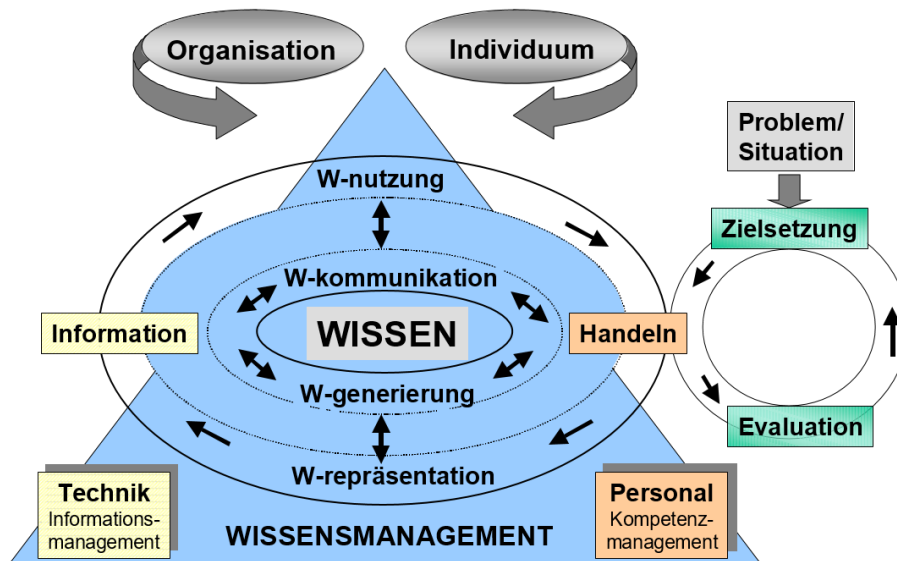 Organisation
Individuum
Problem/
Situation
W-nutzung
Zielsetzung
W-kommunikation
Information
WISSEN
Handeln
W-generierung
Evaluation
W-repräsentation
Technik
Informations-
management
Personal
Kompetenz-
management
WISSENSMANAGEMENT